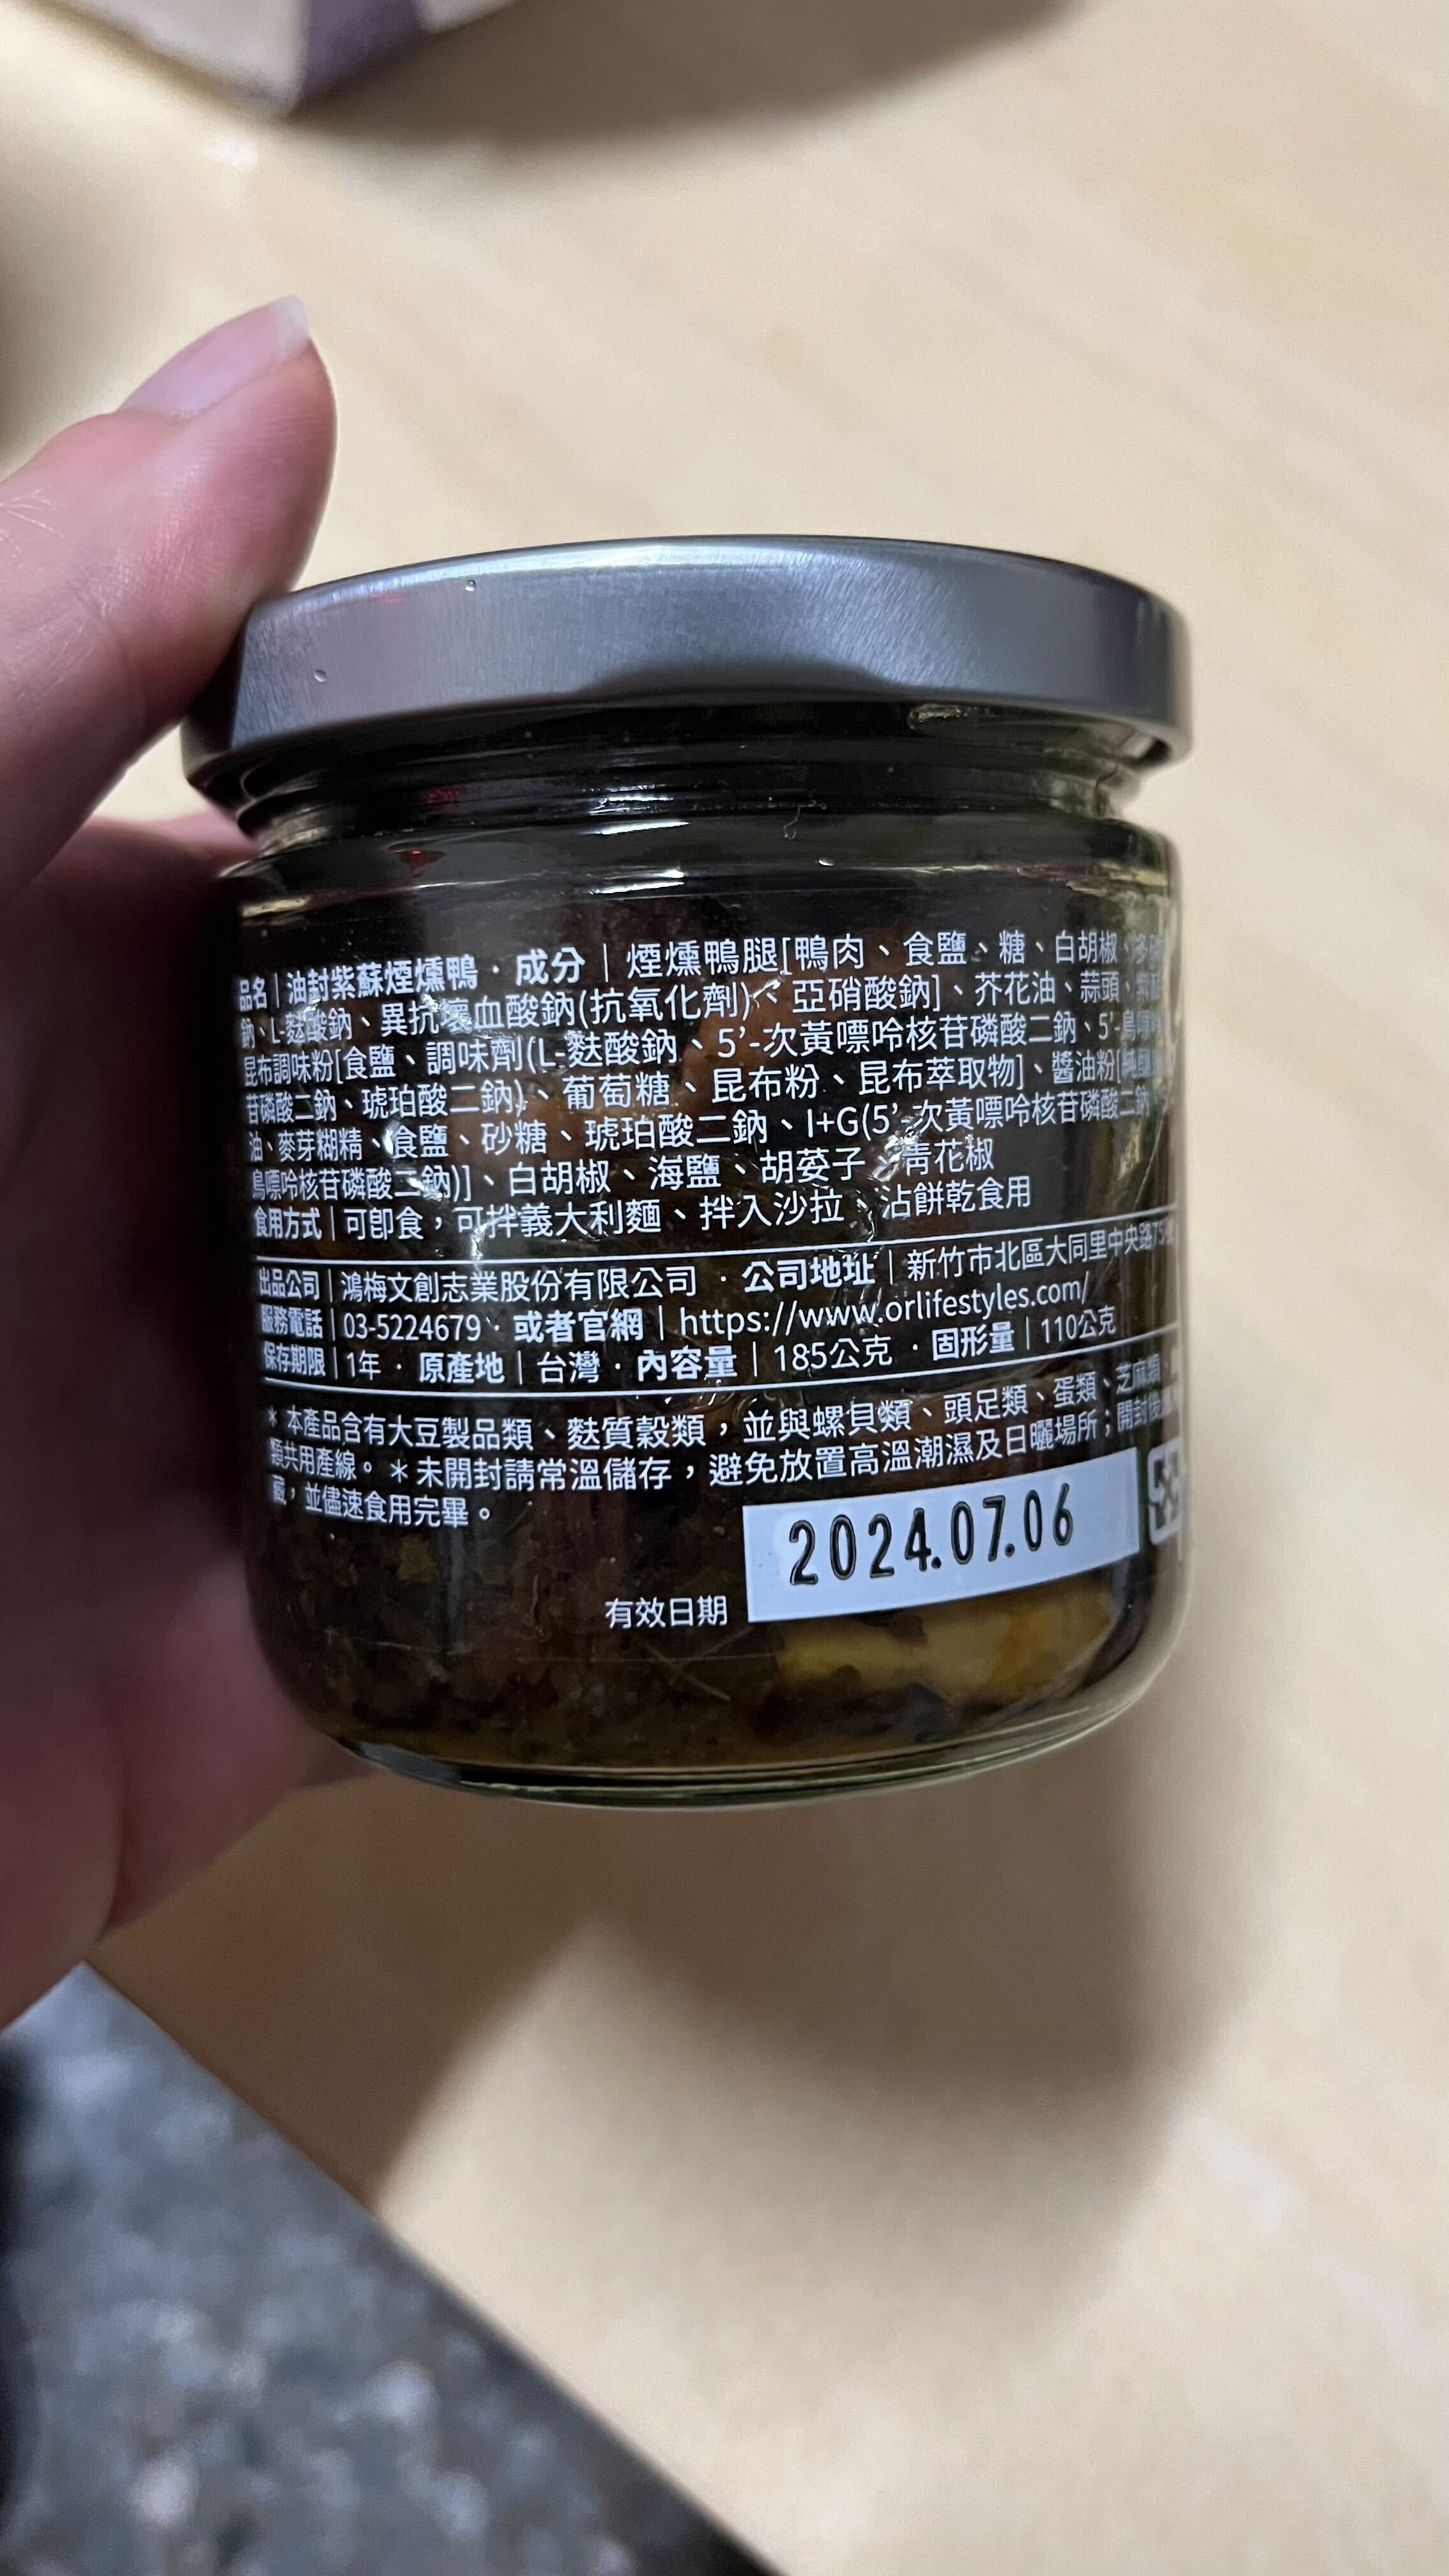 品名｜油封紫蘇煙燻鴨・成分｜煙燻鴨腿[鴨肉、食鹽、糖、白胡椒、多
鈉、L-麩酸鈉、異抗壞血酸鈉(抗氧化劑)、亞硝酸鈉]、芥花油、蒜頭、紫
昆布調味粉[食鹽、調味劑(L-麩酸鈉、5’-次黃嘌呤核苷磷酸二鈉、5’-鳥嘌呤
苷磷酸二鈉、琥珀酸二鈉)、葡萄糖、昆布粉、昆布萃取物]、醬油粉[純釀
油、麥芽糊精、食鹽、砂糖、琥珀酸二鈉、I+G(5’-次黃嘌呤核苷磷酸二鈉
鳥嘌呤核苷磷酸二鈉)]、白胡椒、海鹽、胡荽子、青花椒
食用方式｜可即食，可拌義大利麵、拌入沙拉、沾餅乾食用
出品公司｜鴻梅文創志業股份有限公司・公司地址｜新竹市北區大同里中央路75號
服務電話｜03-5224679・或者官網｜https://www.orlifestyles.com/
保存期限｜1年・原產地｜台灣・內容量｜185公克・固形量｜110公克
＊本產品含有大豆製品類、麩質穀類，並與螺貝類、頭足類、蛋類、芝麻類、
類共用產線。＊未開封請常溫儲存，避免放置高溫潮濕及日曬場所；開封後
，並儘速食用完畢。
2024.07.06
有效日期